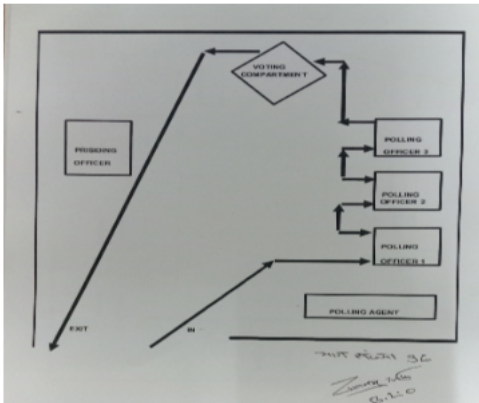 VOTING
COMPARTMENT
POLLING
OFFICER 3
PRISIDING
OFFICER
POLLING
OFFICER 2
POLLING
OFFICER 1
POLLING AGENT
EXIT
IN